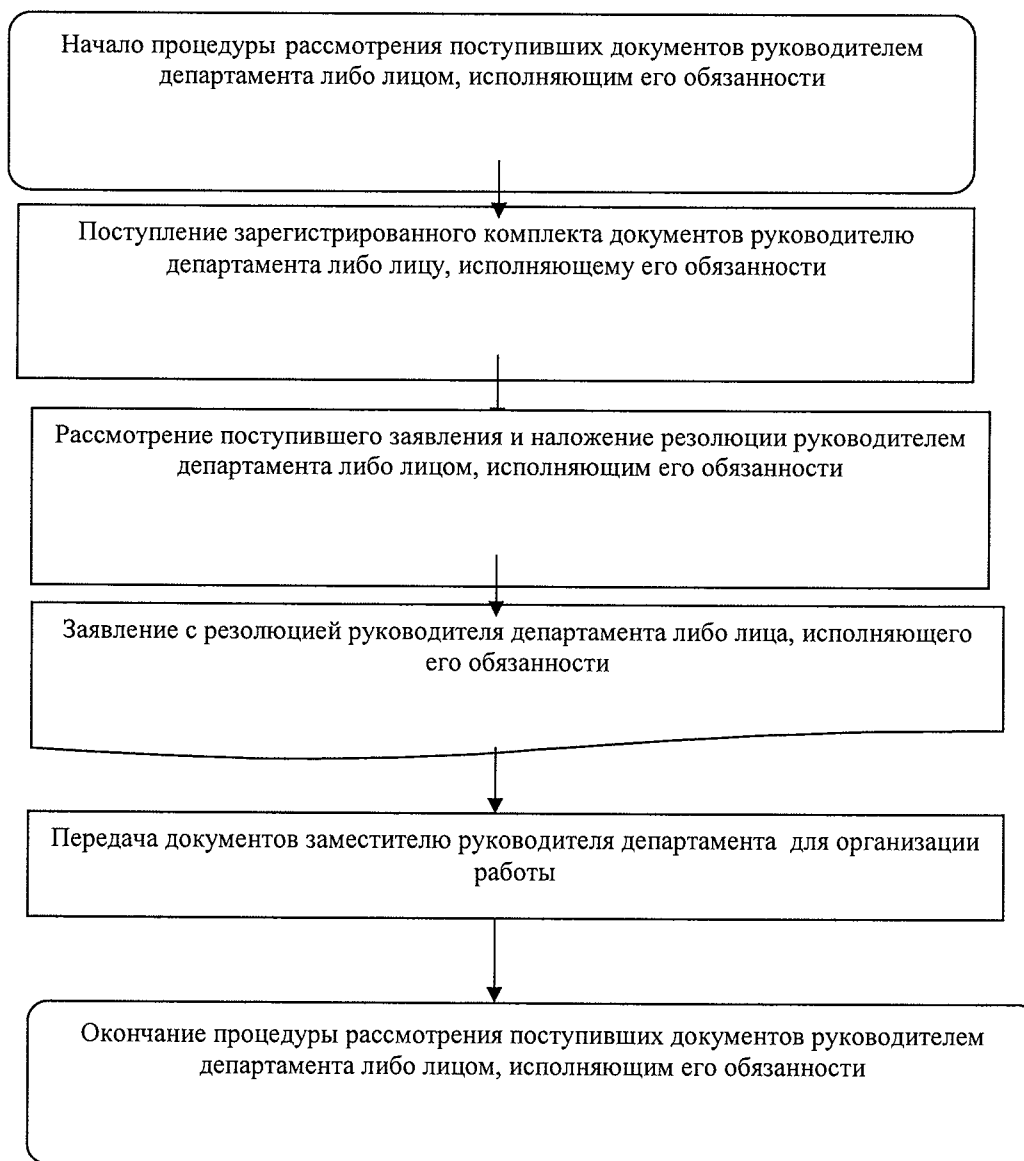 Начало процедуры рассмотрения поступивших документов руководителем
департамента либо лицом, исполняющим его обязанности
Поступление зарегистрированного комплекта документов руководителю
департамента либо лицу, исполняющему его обязанности
Рассмотрение поступившего заявления и наложение резолюции руководителем
департамента либо лицом, исполняющим его обязанности
Заявление с резолюцией руководителя департамента либо лица, исполняющего
его обязанности
Передача документов заместителю руководителя департамента для организации
работы
Окончание процедуры рассмотрения поступивших документов руководителем
департамента либо лицом, исполняющим его обязанности